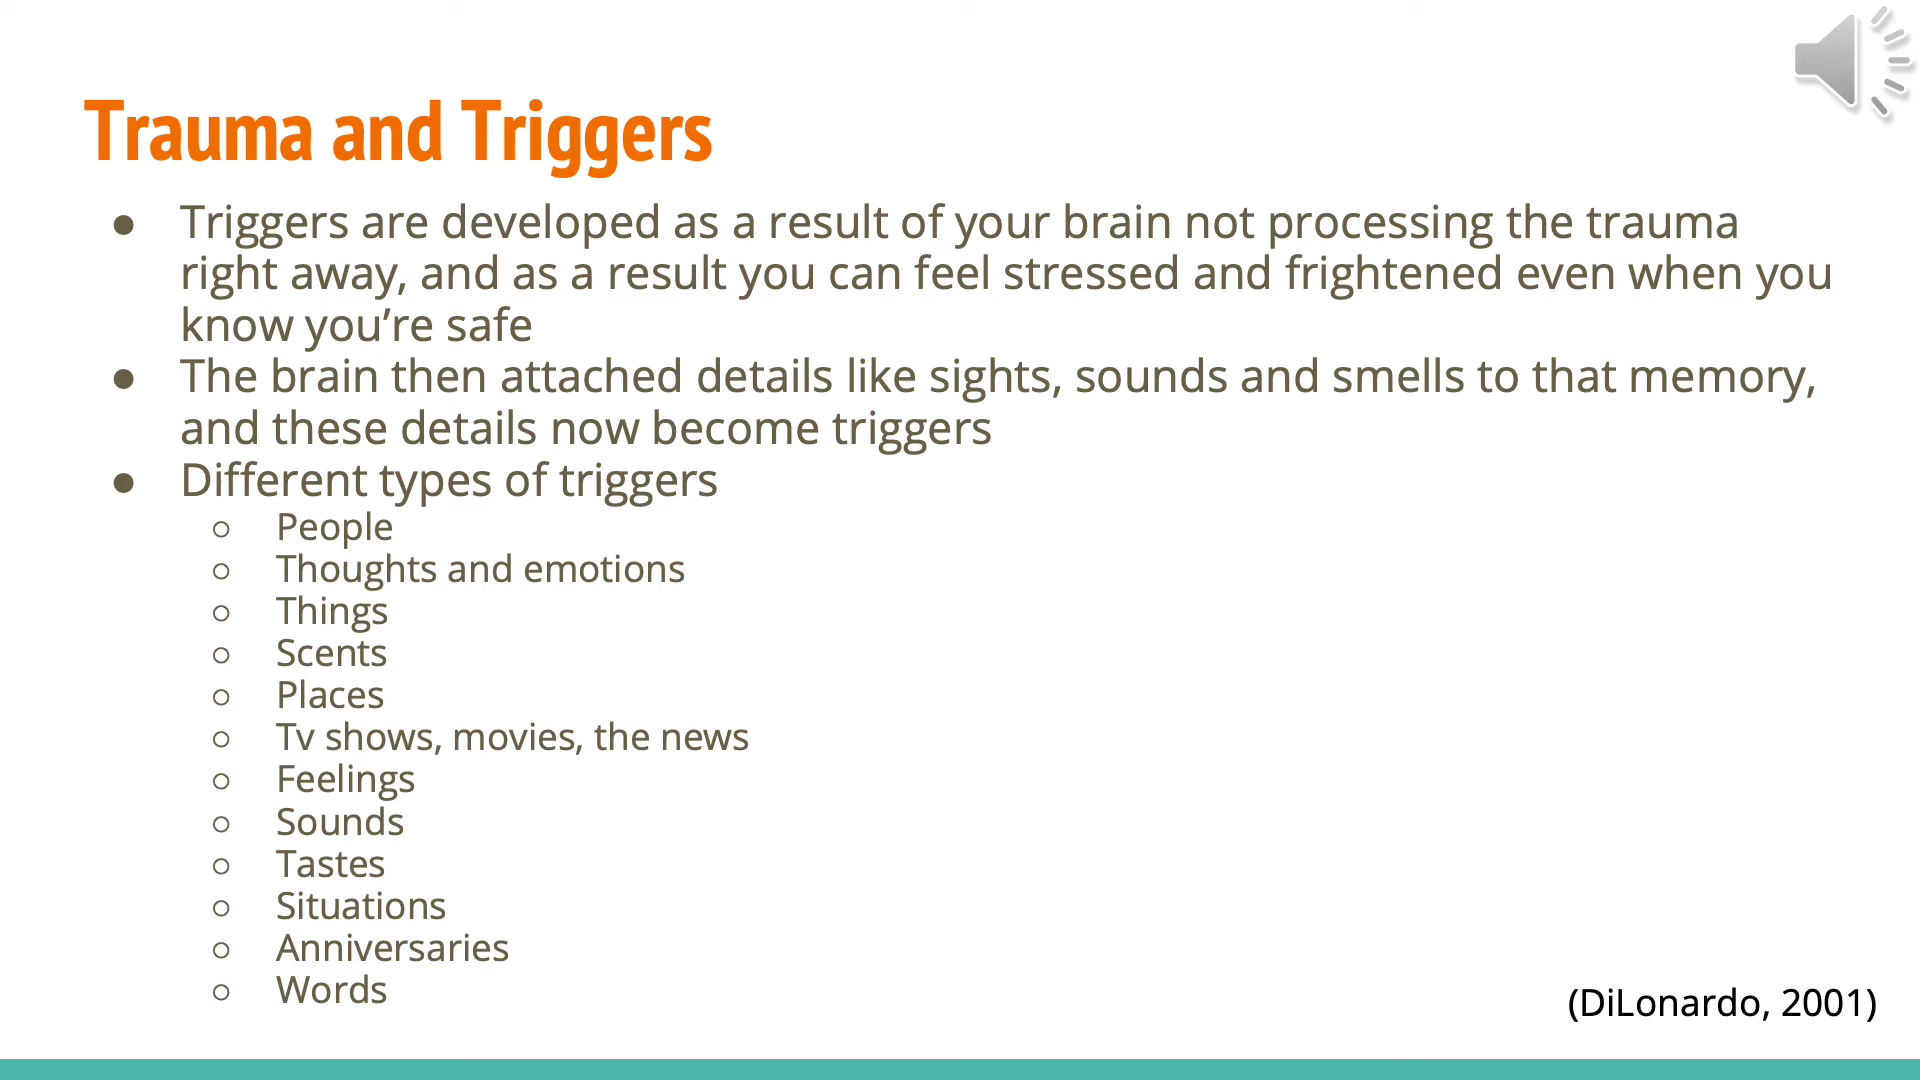 Trauma and Triggers
● Triggers are developed as a result of your brain not processing the trauma
right away, and as a result you can feel stressed and frightened even when you
know you’re safe
● The brain then attached details like sights, sounds and smells to that memory,
and these details now become triggers
● Different types of triggers
○ People
○ Thoughts and emotions
○ Things
○ Scents
○ Places
○ Tv shows, movies, the news
○ Feelings
○ Sounds
○ Tastes
○ Situations
○ Anniversaries
○ Words
(DiLonardo, 2001)